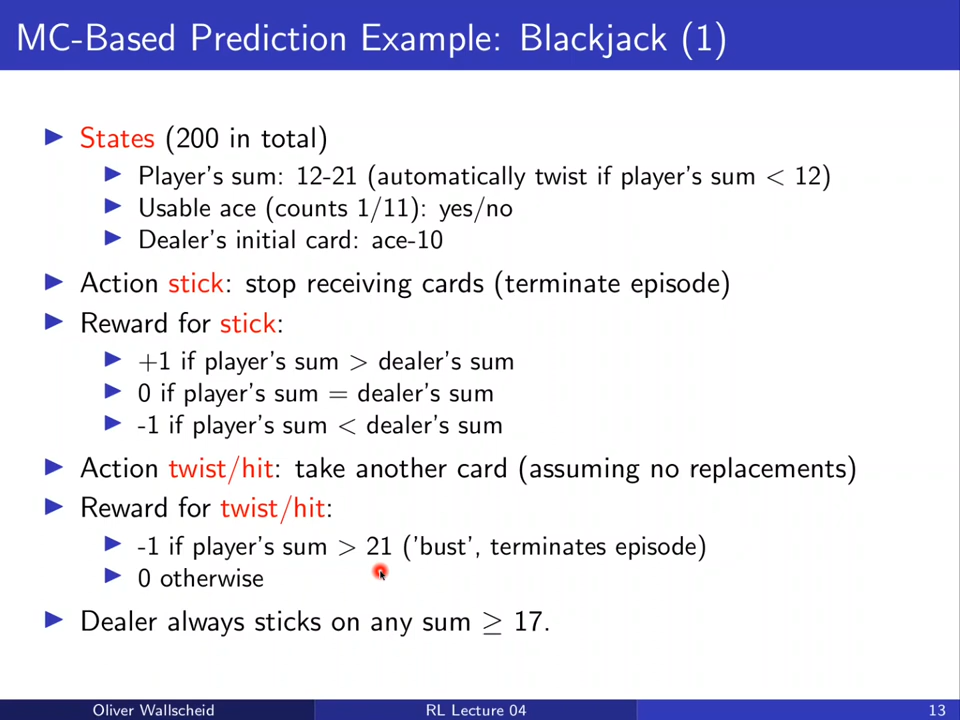 MC-Based Prediction Example: Blackjack (1)
States (200 in total)
Player's sum: 12-21 (automatically twist if player's sum < 12)
Usable ace (counts 1/11): yes/no
Dealer's initial card: ace-10
Action stick: stop receiving cards (terminate episode)
Reward for stick:
+1 if player's sum > dealer's sum
0 if player's sum = dealer's sum
-1 if player's sum < dealer's sum
Action twist/hit: take another card (assuming no replacements)
Reward for twist/hit:
-1 if player's sum > 21 ('bust', terminates episode)
0 otherwise
Dealer always sticks on any sum ≥ 17.
Oliver Wallscheid RL Lecture 04 13